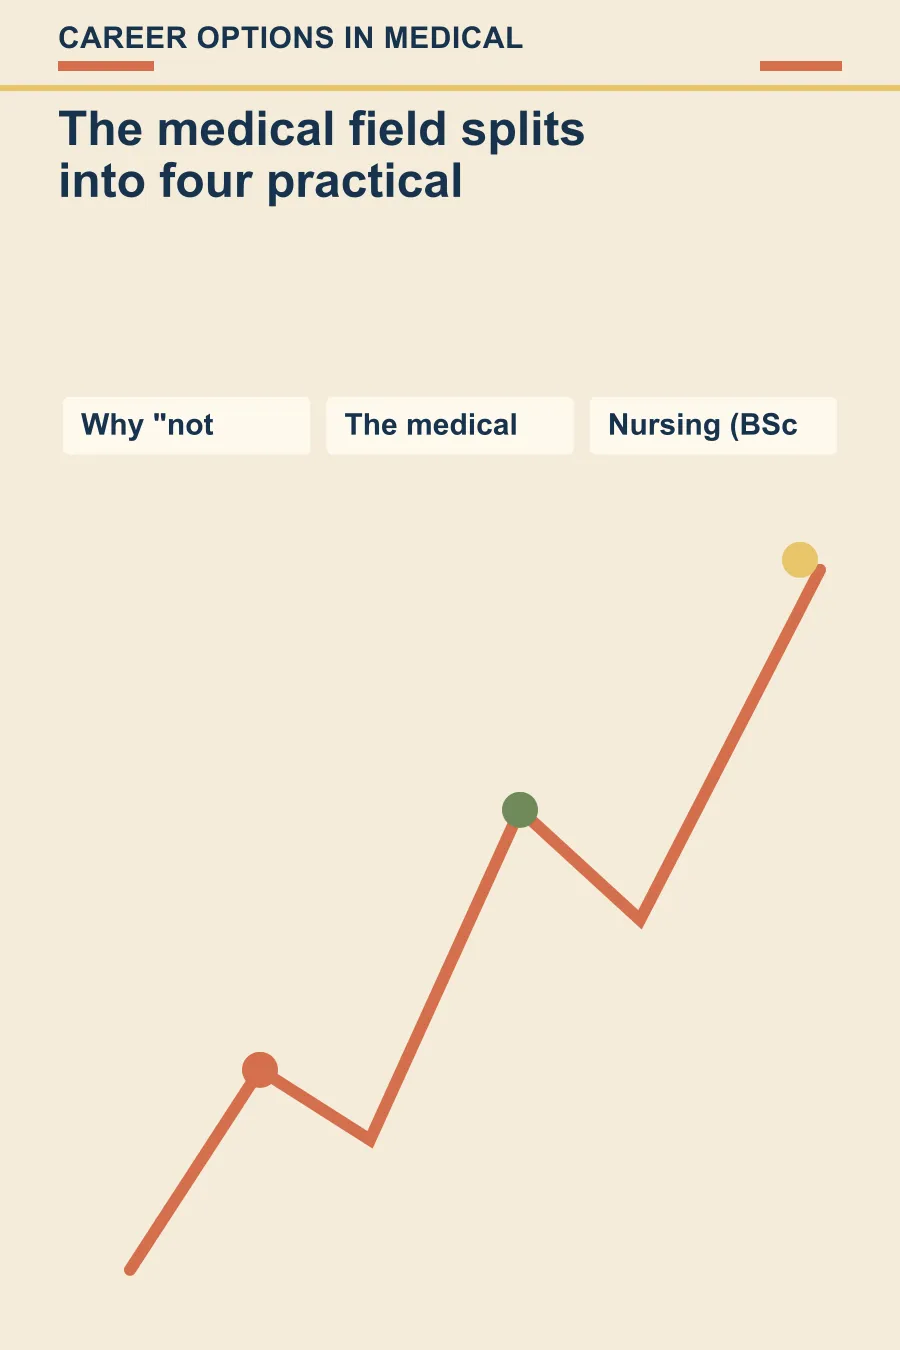 CAREER OPTIONS IN MEDICAL
The medical field splits
into four practical
Why "not
The medical
Nursing (BSc